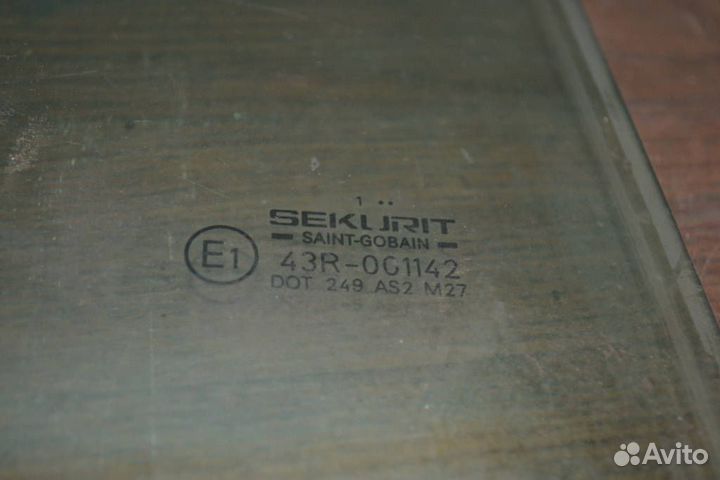 1 ..
SEKURIT
SAINT-GOBAIN
E1
43R-001142
DOT 249 AS2 M27
Avito